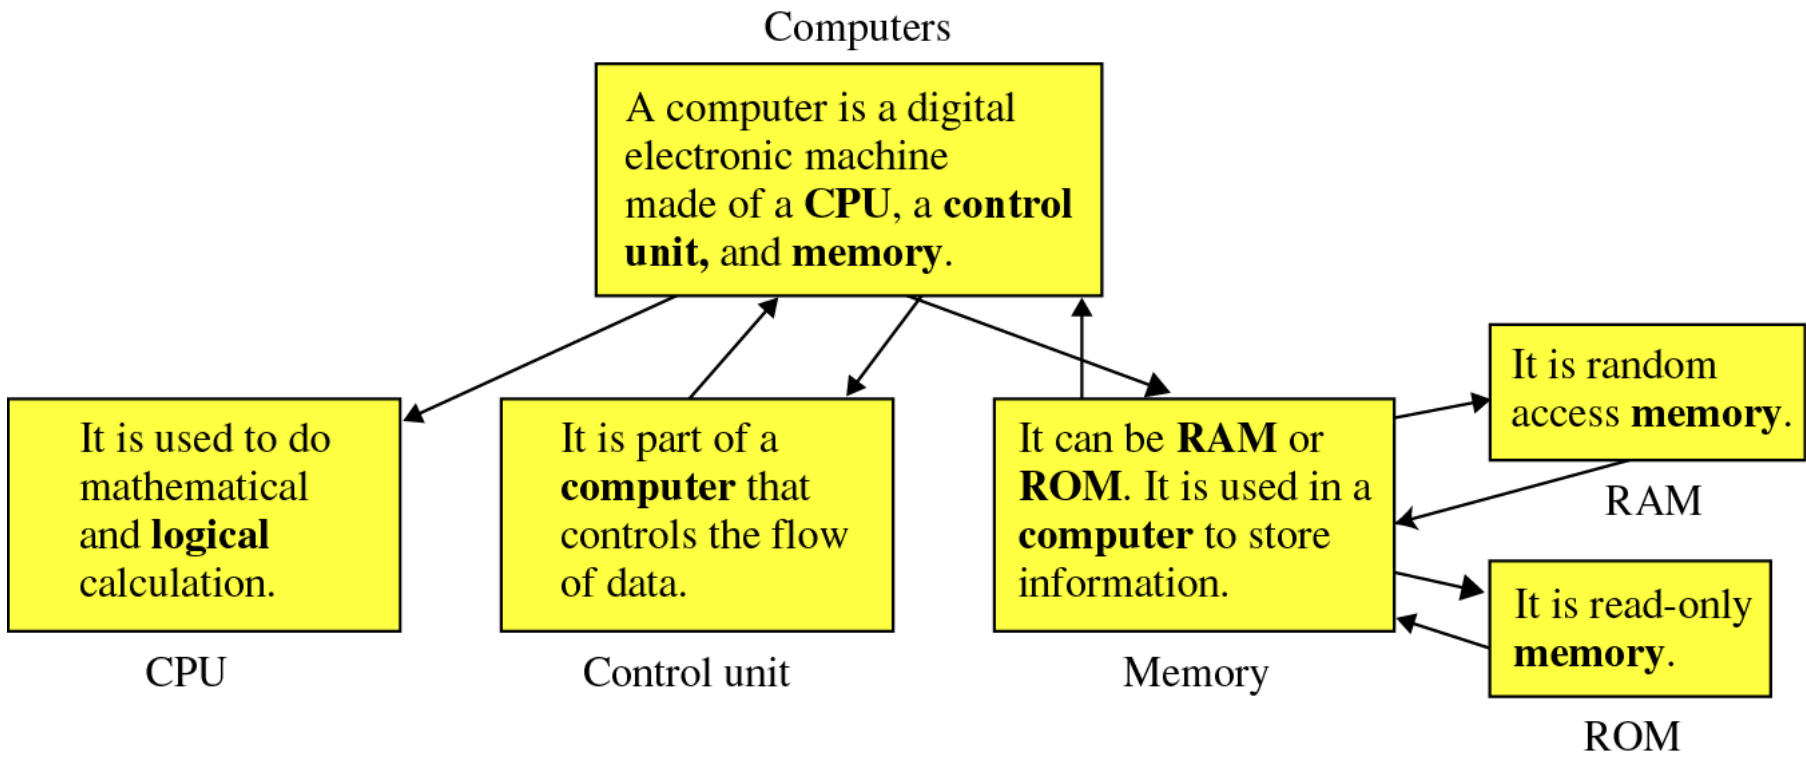 Computers
A computer is a digital
electronic machine
made of a CPU, a control
unit, and memory.
It is used to do
mathematical
and logical
calculation.
CPU
It is part of a
computer that
controls the flow
of data.
Control unit
It can be RAM or
ROM. It is used in a
computer to store
information.
Memory
It is random
access memory.
RAM
It is read-only
memory.
ROM